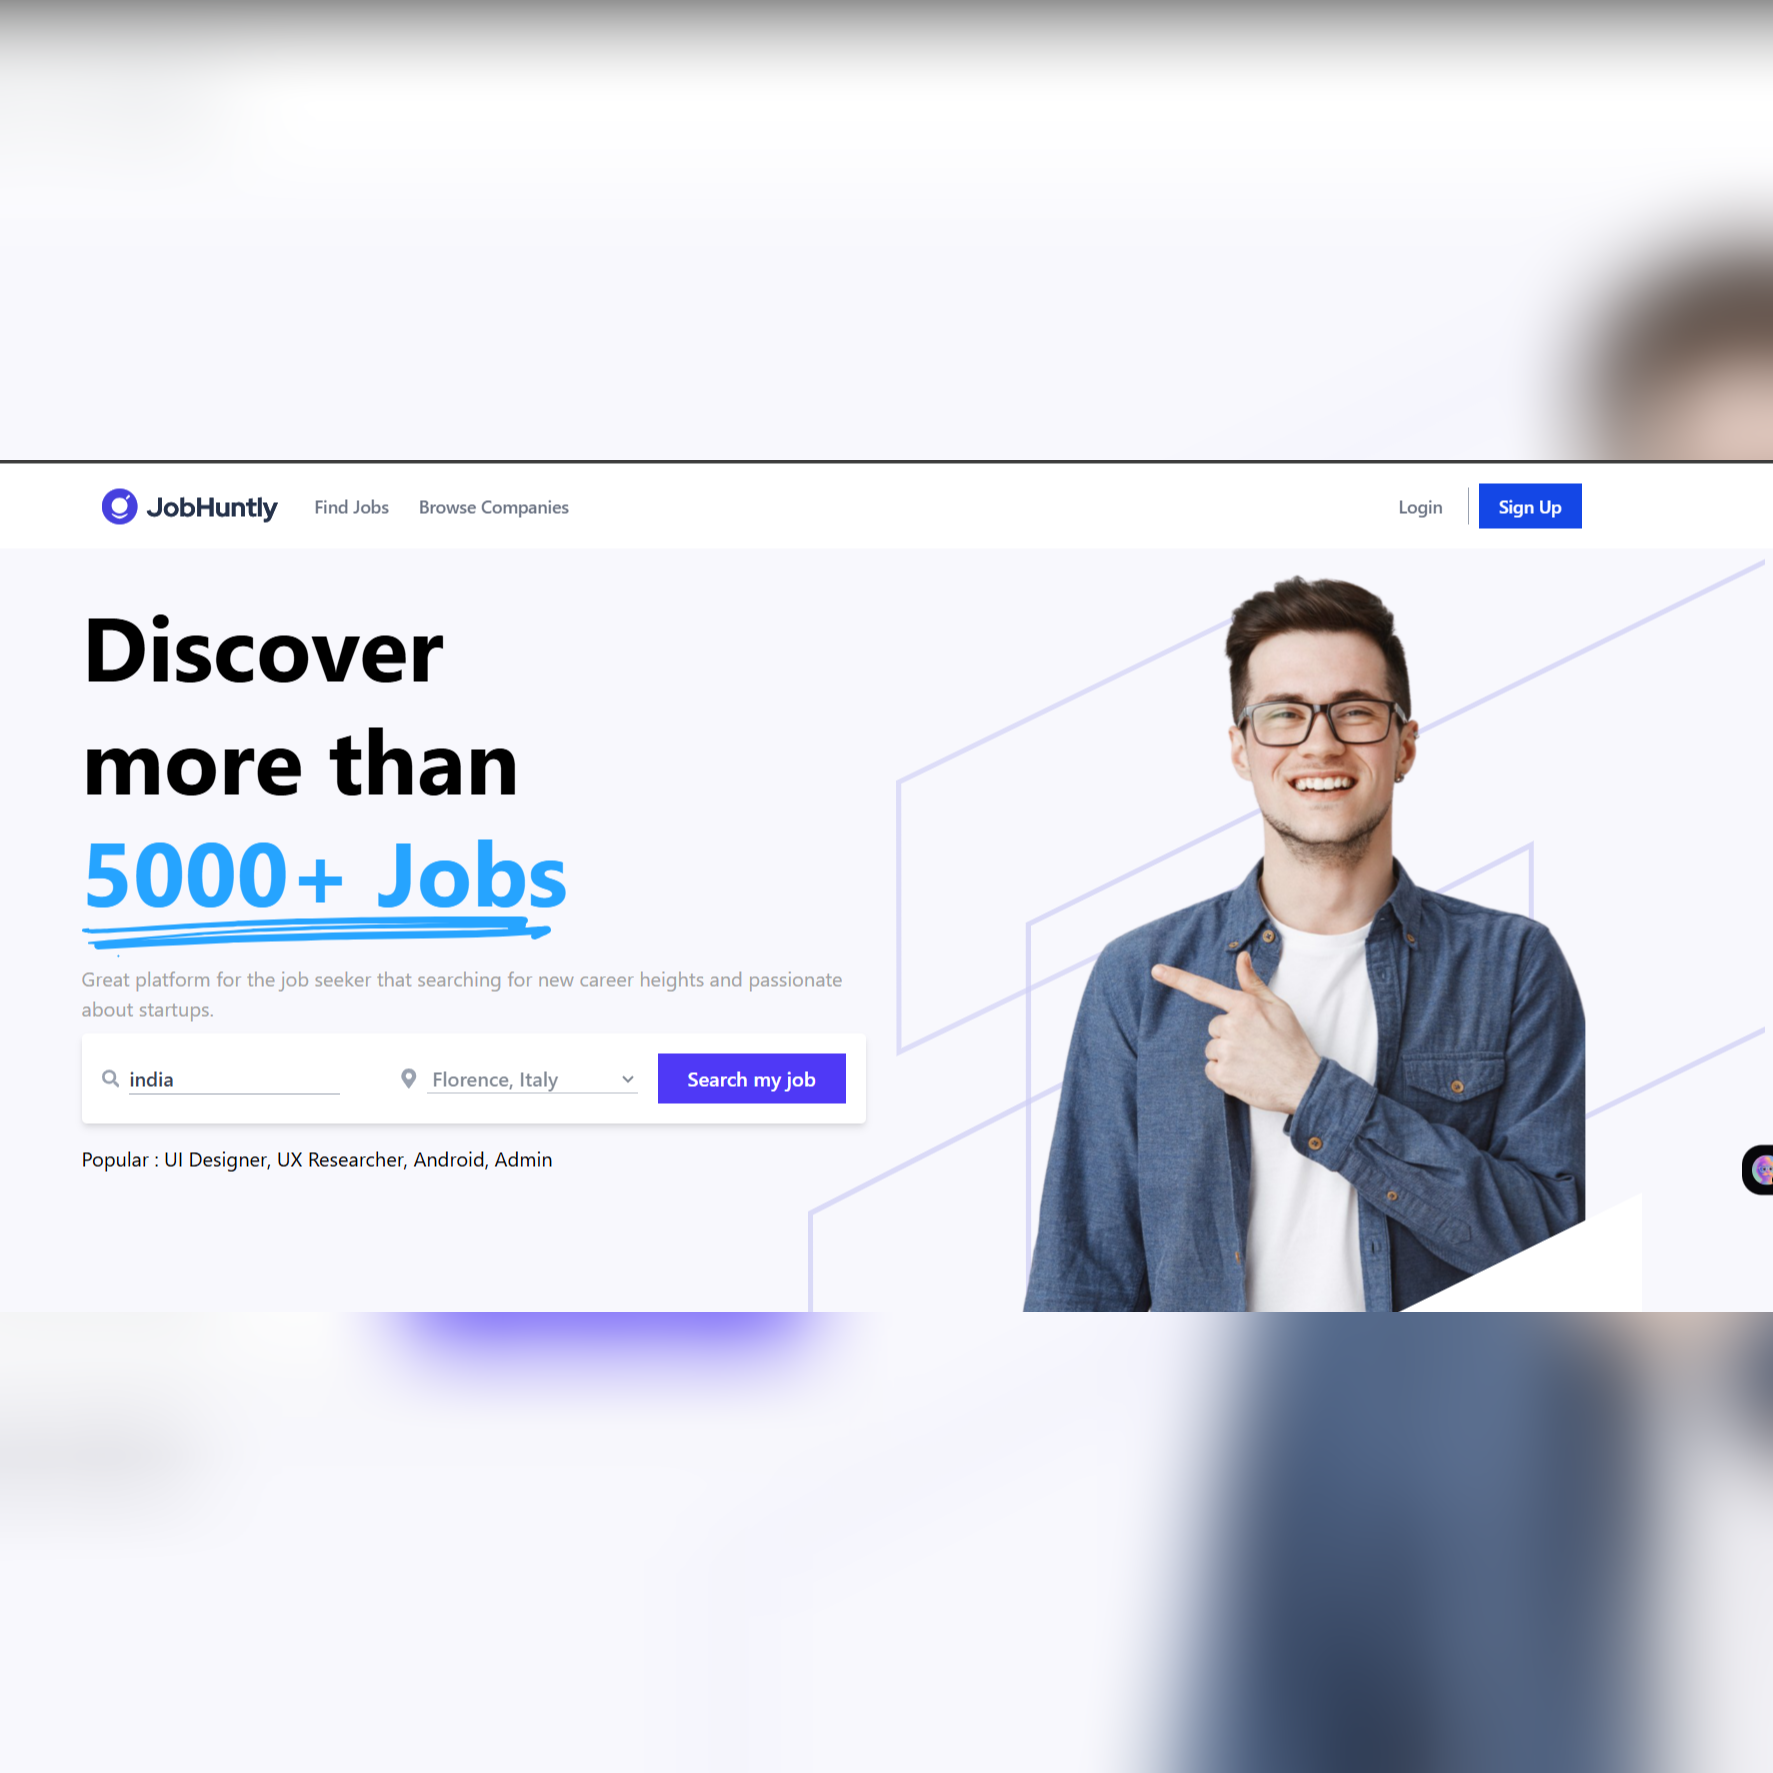 JobHuntly Find Jobs Browse Companies Login Sign Up
Discover
more than
5000+ Jobs
Great platform for the job seeker that searching for new career heights and passionate
about startups.
india Florence, Italy Search my job
Popular : UI Designer, UX Researcher, Android, Admin